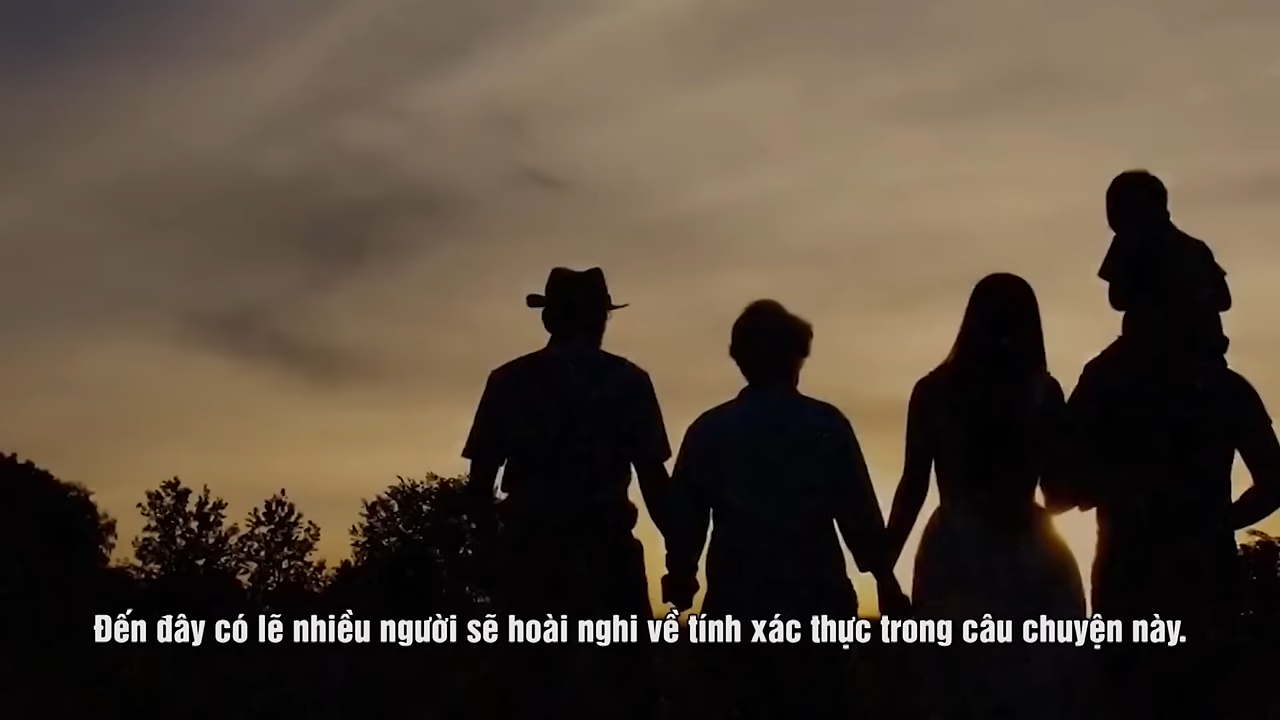 Đến đây có lẽ nhiều người sẽ hoài nghi về tính xác thực trong câu chuyện này.